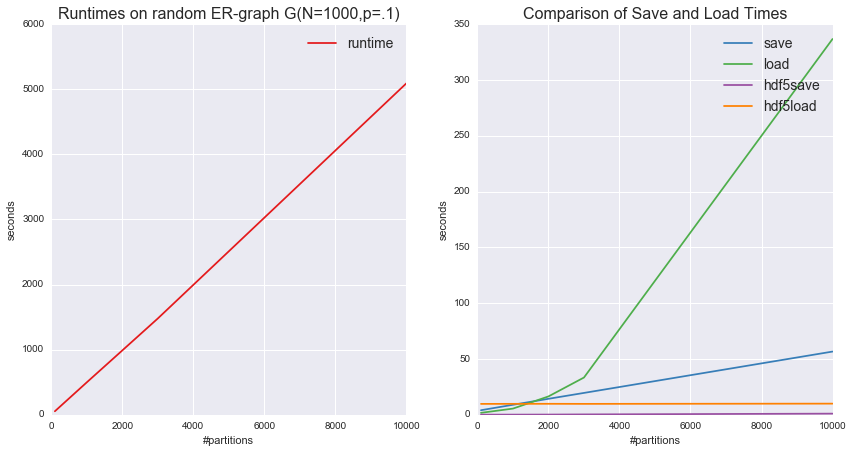 Runtimes on random ER-graph G(N=1000,p=.1)
6000
5000
4000
3000
2000
1000
0
seconds
runtime
0 2000 4000 6000 8000 10000
#partitions
Comparison of Save and Load Times
350
300
250
200
150
100
50
0
seconds
save
load
hdf5save
hdf5load
0 2000 4000 6000 8000 10000
#partitions